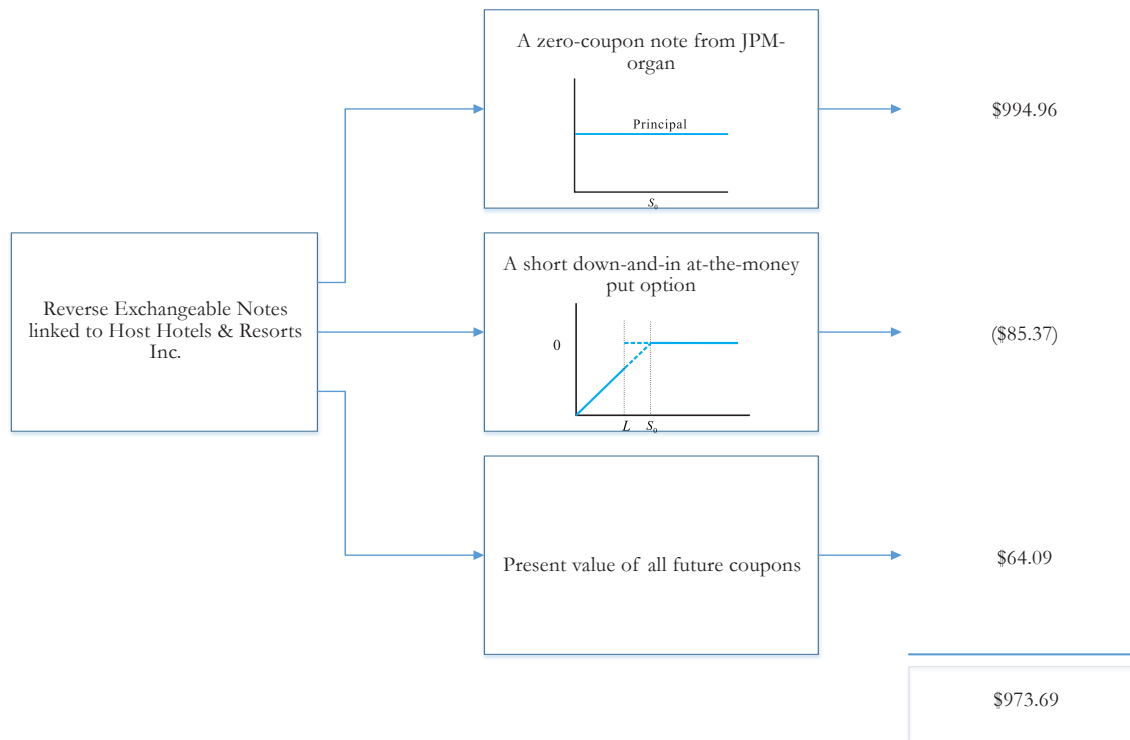 A zero-coupon note from JPM-
organ
Principal
S₀
$994.96
Reverse Exchangeable Notes
linked to Host Hotels & Resorts
Inc.
A short down-and-in at-the-money
put option
0
L S₀
($85.37)
Present value of all future coupons
$64.09
$973.69